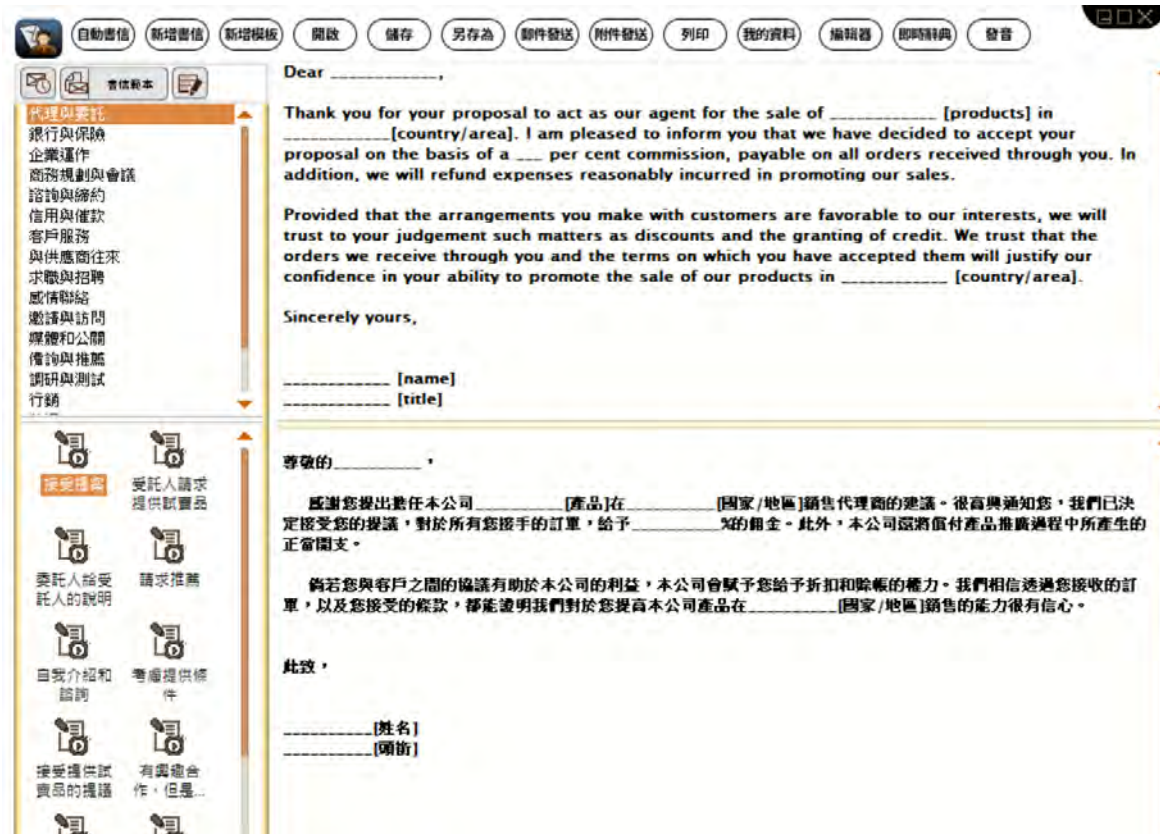 自動書信 新增書信 新增模板 開啟 儲存 另存為 郵件發送 附件發送 列印 我的資料 編輯器 即時辭典 發音
書信範本
代理與委託
銀行與保險
企業運作
商務規劃與會議
諮詢與締約
信用與催款
客戶服務
與供應商往來
求職與招聘
感情聯絡
邀請與訪問
媒體和公關
備詢與推薦
調研與測試
行銷
接受提案
受託人請求
提供試賣品
委託人給受
託人的說明
請求推薦
自我介紹和
諮詢
考慮提供條
件
接受提供試
賣品的提議
有興趣合
作,但是...
Dear ____________,
Thank you for your proposal to act as our agent for the sale of ____________ [products] in
____________[country/area]. I am pleased to inform you that we have decided to accept your
proposal on the basis of a ___ per cent commission, payable on all orders received through you. In
addition, we will refund expenses reasonably incurred in promoting our sales.
Provided that the arrangements you make with customers are favorable to our interests, we will
trust to your judgement such matters as discounts and the granting of credit. We trust that the
orders we receive through you and the terms on which you have accepted them will justify our
confidence in your ability to promote the sale of our products in ____________ [country/area].
Sincerely yours,
____________ [name]
____________ [title]
尊敬的__________,
感謝您提出擔任本公司__________[產品]在__________[國家/地區]銷售代理商的建議。很高興通知您,我們已決
定接受您的提議,對於所有您接手的訂單,給予__________%的佣金。此外,本公司還將償付產品推廣過程中所產生的
正當開支。
倘若您與客戶之間的協議有助於本公司的利益,本公司會賦予您給予折扣和賒帳的權力。我們相信透過您接收的訂
單,以及您接受的條款,都能證明我們對於您提高本公司產品在__________[國家/地區]銷售的能力很有信心。
此致,
__________[姓名]
__________[頭銜]